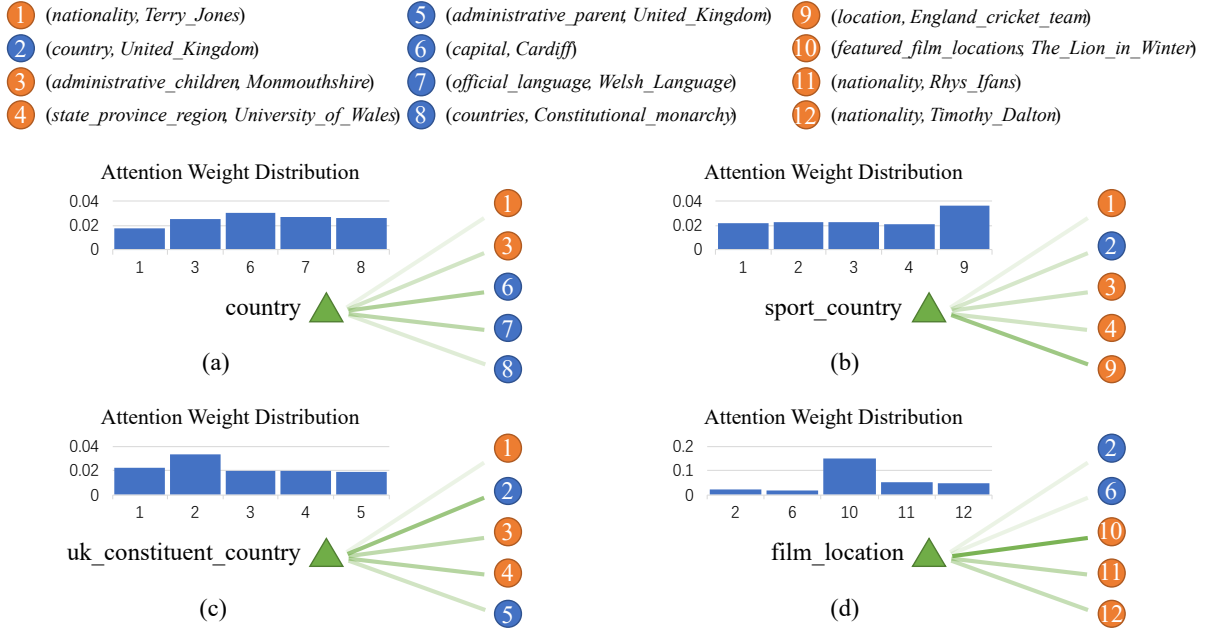 1 (nationality, Terry_Jones)
2 (country, United_Kingdom)
3 (administrative_children, Monmouthshire)
4 (state_province_region, University_of_Wales)
5 (administrative_parent, United_Kingdom)
6 (capital, Cardiff)
7 (official_language, Welsh_Language)
8 (countries, Constitutional_monarchy)
9 (location, England_cricket_team)
10 (featured_film_locations, The_Lion_in_Winter)
11 (nationality, Rhys_Ifans)
12 (nationality, Timothy_Dalton)
Attention Weight Distribution
0.04
0.02
0
1 3 6 7 8
country
1
3
6
7
8
(a)
Attention Weight Distribution
0.04
0.02
0
1 2 3 4 9
sport_country
1
2
3
4
9
(b)
Attention Weight Distribution
0.04
0.02
0
1 2 3 4 5
uk_constituent_country
1
2
3
4
5
(c)
Attention Weight Distribution
0.2
0.1
0
2 6 10 11 12
film_location
2
6
10
11
12
(d)